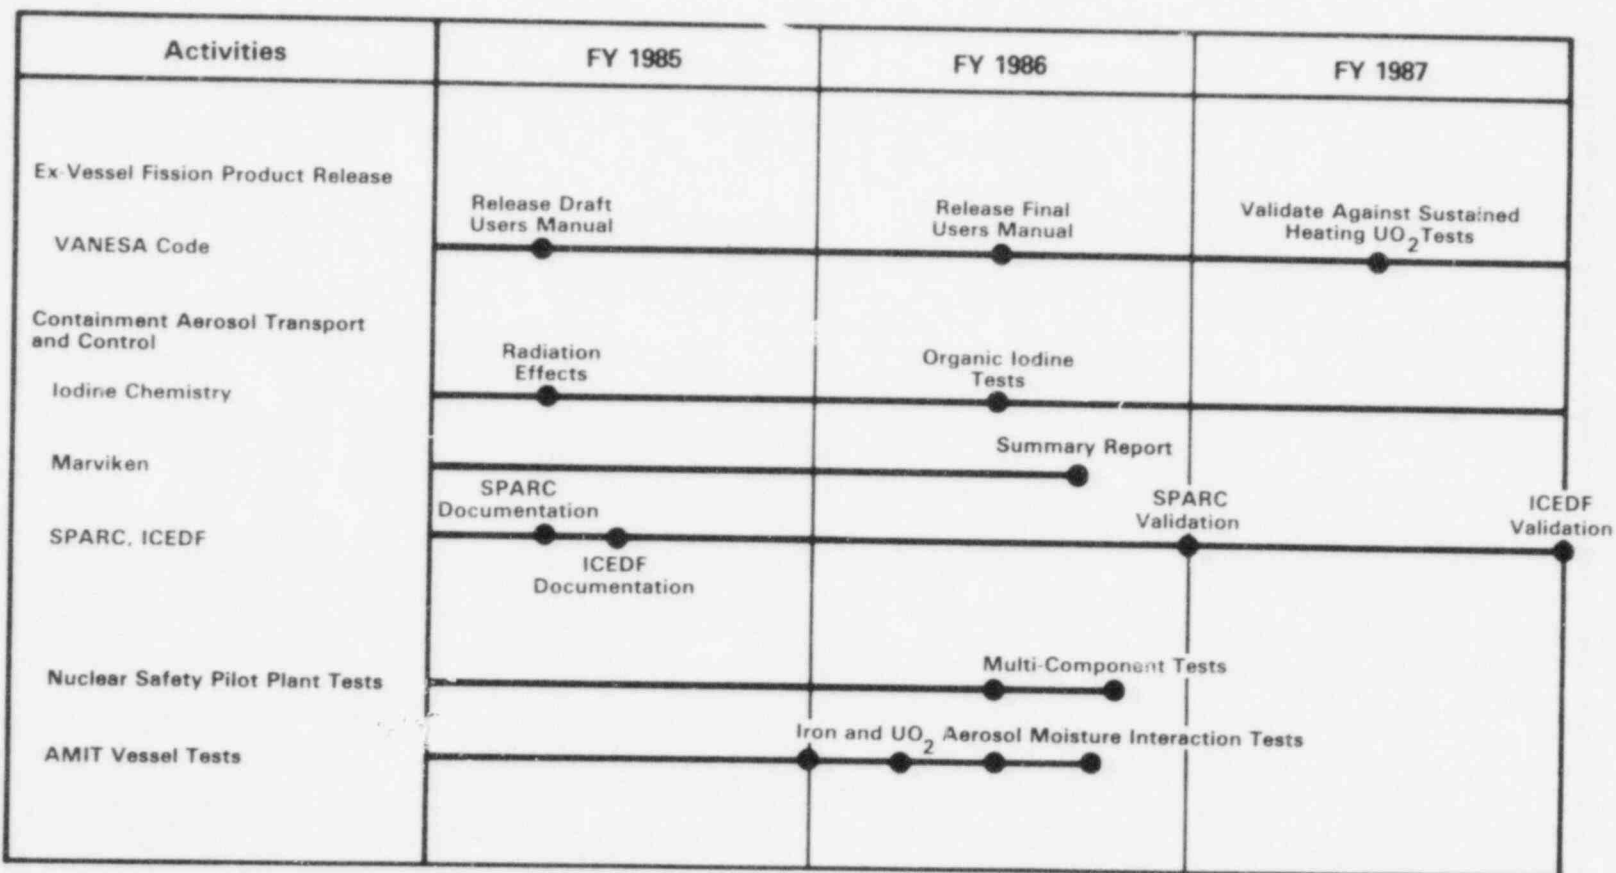 Activities
FY 1985
FY 1986
FY 1987
Ex-Vessel Fission Product Release
VANESA Code
Release Draft
Users Manual
Release Final
Users Manual
Validate Against Sustained
Heating UO2 Tests
Containment Aerosol Transport
and Control
Iodine Chemistry
Radiation
Effects
Organic Iodine
Tests
Marviken
Summary Report
SPARC, ICEDF
SPARC
Documentation
ICEDF
Documentation
SPARC
Validation
ICEDF
Validation
Nuclear Safety Pilot Plant Tests
Multi-Component Tests
AMIT Vessel Tests
Iron and UO2 Aerosol Moisture Interaction Tests